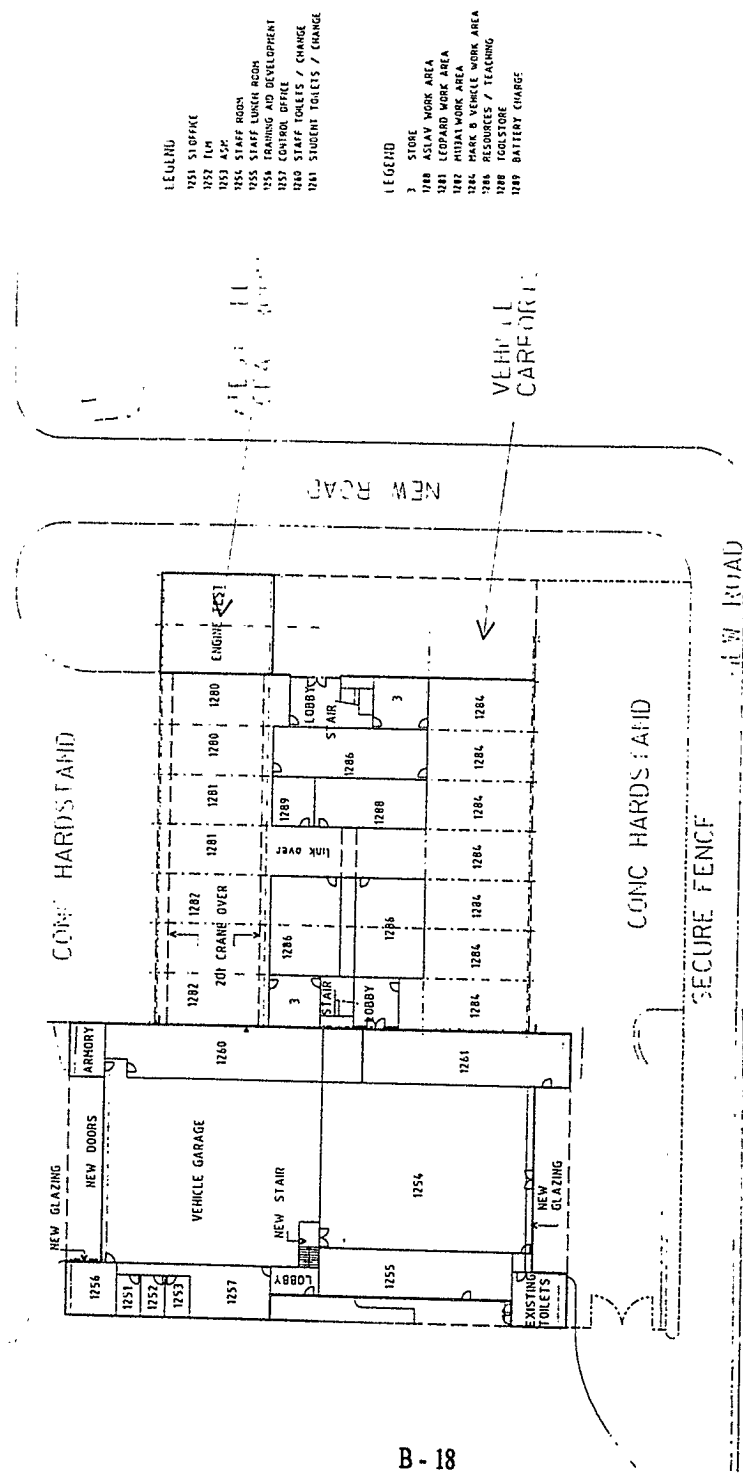 LEGEND
1251 SI OFFICE
1252 TLM
1253 ASM
1254 STAFF ROOM
1255 STAFF LUNCH ROOM
1256 TRAINING AID DEVELOPMENT
1257 CONTROL OFFICE
1260 STAFF TOILETS / CHANGE
1261 STUDENT TOILETS / CHANGE
LEGEND
3 STORE
1280 ASLAV WORK AREA
1281 LEOPARD WORK AREA
1282 M113A1 WORK AREA
1284 MARK B VEHICLE WORK AREA
1286 RESOURCES / TEACHING
1288 TOOLSTORE
1289 BATTERY CHARGE
VEHICLE
CARPORT
NEW ROAD
NEW ROAD
CONC HARDSTAND
CONC HARDSTAND
SECURE FENCE
ENGINE TEST
1280
1280
1281
1281
1282
1282
20t CRANE OVER
LOBBY
STAIR
3
1286
1289
1288
link over
1286
1286
3
STAIR
LOBBY
1284
1284
1284
1284
1284
1284
1284
ARMORY
1260
1261
NEW GLAZING
NEW DOORS
VEHICLE GARAGE
NEW STAIR
1254
NEW
GLAZING
1256
1251
1252
1253
1257
LOBBY
1255
EXISTING
TOILETS
B - 18